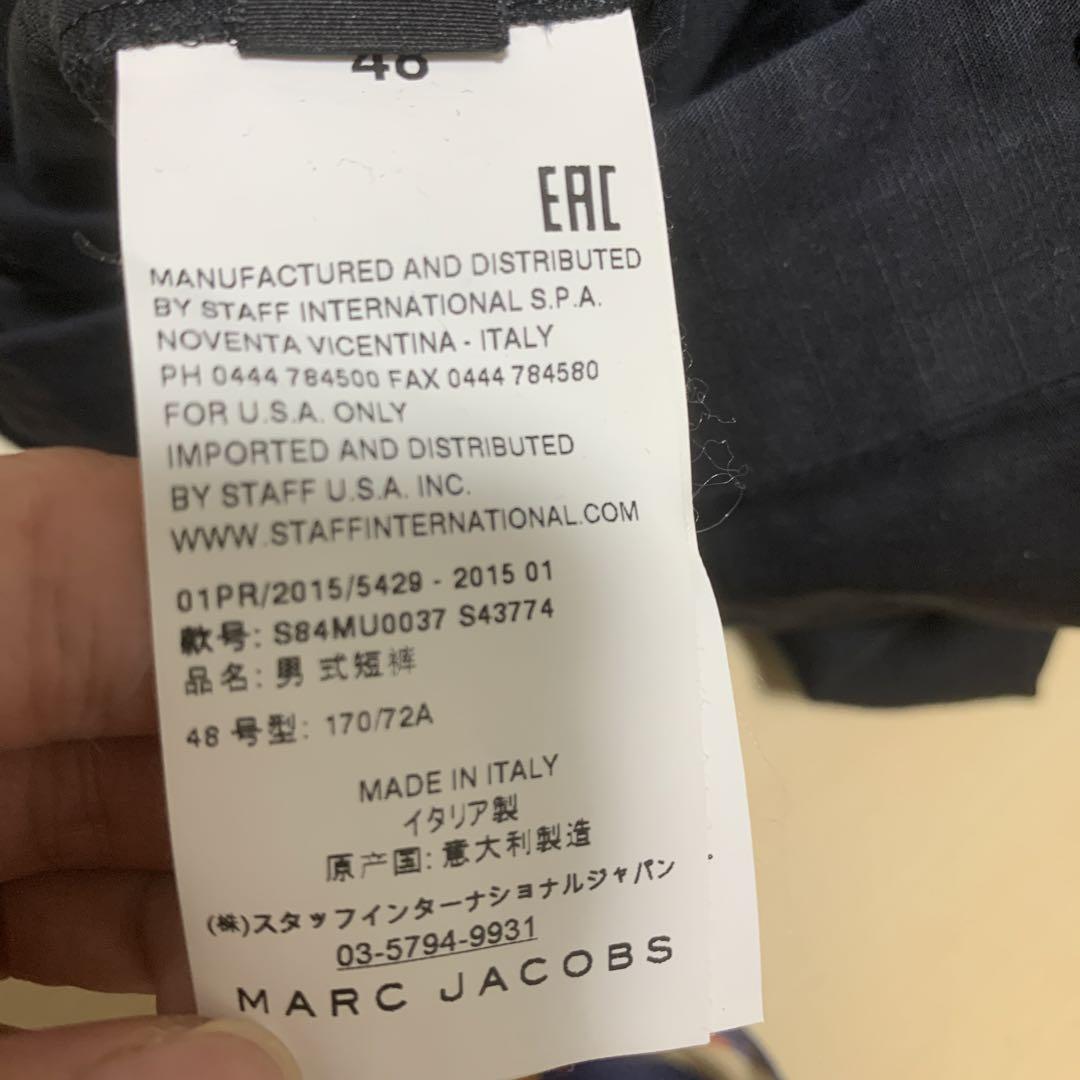 48
EAC
MANUFACTURED AND DISTRIBUTED
BY STAFF INTERNATIONAL S.P.A.
NOVENTA VICENTINA - ITALY
PH 0444 784500 FAX 0444 784580
FOR U.S.A. ONLY
IMPORTED AND DISTRIBUTED
BY STAFF U.S.A. INC.
WWW.STAFFINTERNATIONAL.COM
01PR/2015/5429 - 2015 01
款号: S84MU0037 S43774
品名: 男 式短裤
48 号型: 170/72A
MADE IN ITALY
イタリア製
原产国: 意大利製造
(株)スタッフインターナショナルジャパン
03-5794-9931
MARC JACOBS